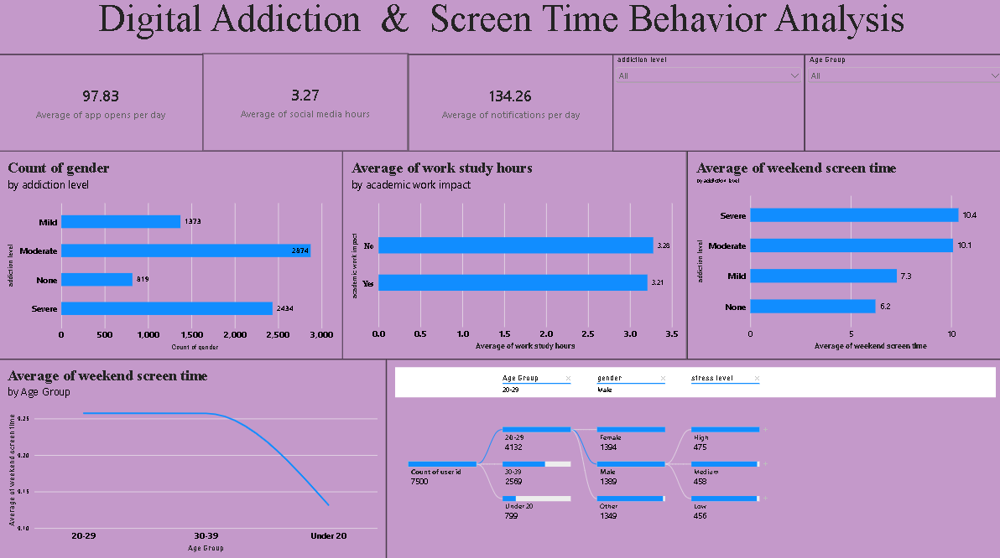 Digital Addiction & Screen Time Behavior Analysis
97.83
Average of app opens per day
3.27
Average of social media hours
134.26
Average of notifications per day
addiction level
All
Age Group
All
Count of gender
by addiction level
addiction level
Mild 1373
Moderate 2874
None 819
Severe 2434
0 500 1,000 1,500 2,000 2,500 3,000
Count of gender
Average of work study hours
by academic work impact
academic work impact
No 3.28
Yes 3.21
0.0 0.5 1.0 1.5 2.0 2.5 3.0 3.5
Average of work study hours
Average of weekend screen time
by addiction level
addiction level
Severe 10.4
Moderate 10.1
Mild 7.3
None 6.2
0 5 10
Average of weekend screen time
Average of weekend screen time
by Age Group
Average of weekend screen time
9.25
9.20
9.15
9.10
20-29 30-39 Under 20
Age Group
Age Group
20-29
gender
Male
stress level
Count of user id
7500
20-29
4132
30-39
2569
Under 20
799
Female
1394
Male
1389
Other
1349
High
475
Medium
458
Low
456